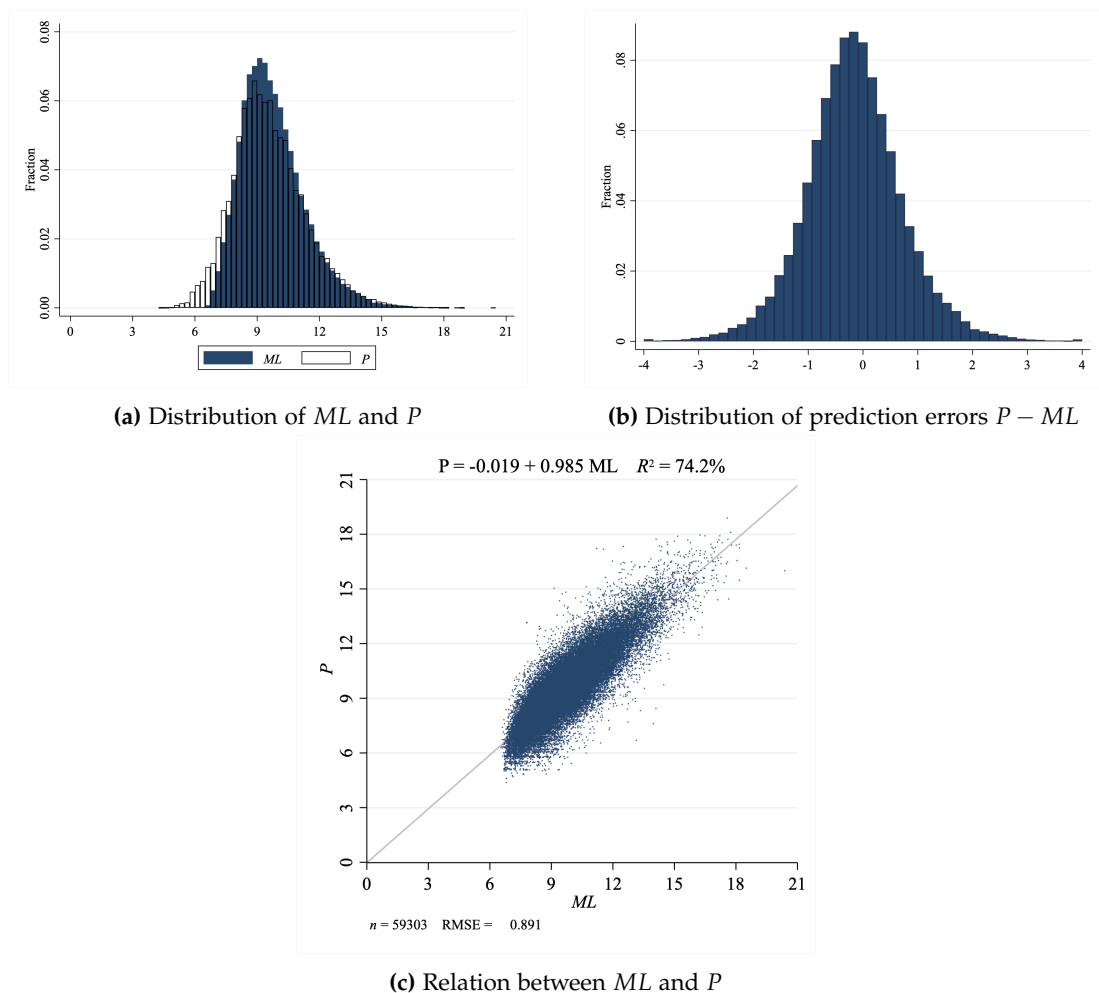 0.08
0.06
0.04
0.02
0.00
Fraction
0 3 6 9 12 15 18 21
ML P
(a) Distribution of ML and P
.08
.06
.04
.02
0
Fraction
-4 -3 -2 -1 0 1 2 3 4
(b) Distribution of prediction errors P − ML
P = -0.019 + 0.985 ML R² = 74.2%
21
18
15
12
9
6
3
0
P
0 3 6 9 12 15 18 21
ML
n = 59303 RMSE = 0.891
(c) Relation between ML and P